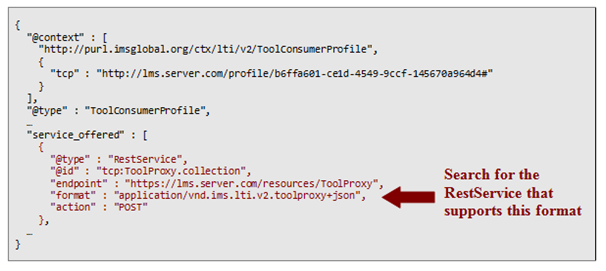 {
"@context" : [
"http://purl.imsglobal.org/ctx/lti/v2/ToolConsumerProfile",
{
"tcp" : "http://lms.server.com/profile/b6ffa601-ce1d-4549-9ccf-145670a964d4#"
}
],
"@type" : "ToolConsumerProfile",
…
"service_offered" : [
{
"@type" : "RestService",
"@id" : "tcp:ToolProxy.collection",
"endpoint" : "https://lms.server.com/resources/ToolProxy",
"format" : "application/vnd.ims.lti.v2.toolproxy+json",
"action" : "POST"
},
…
}
Search for the
RestService that
supports this format